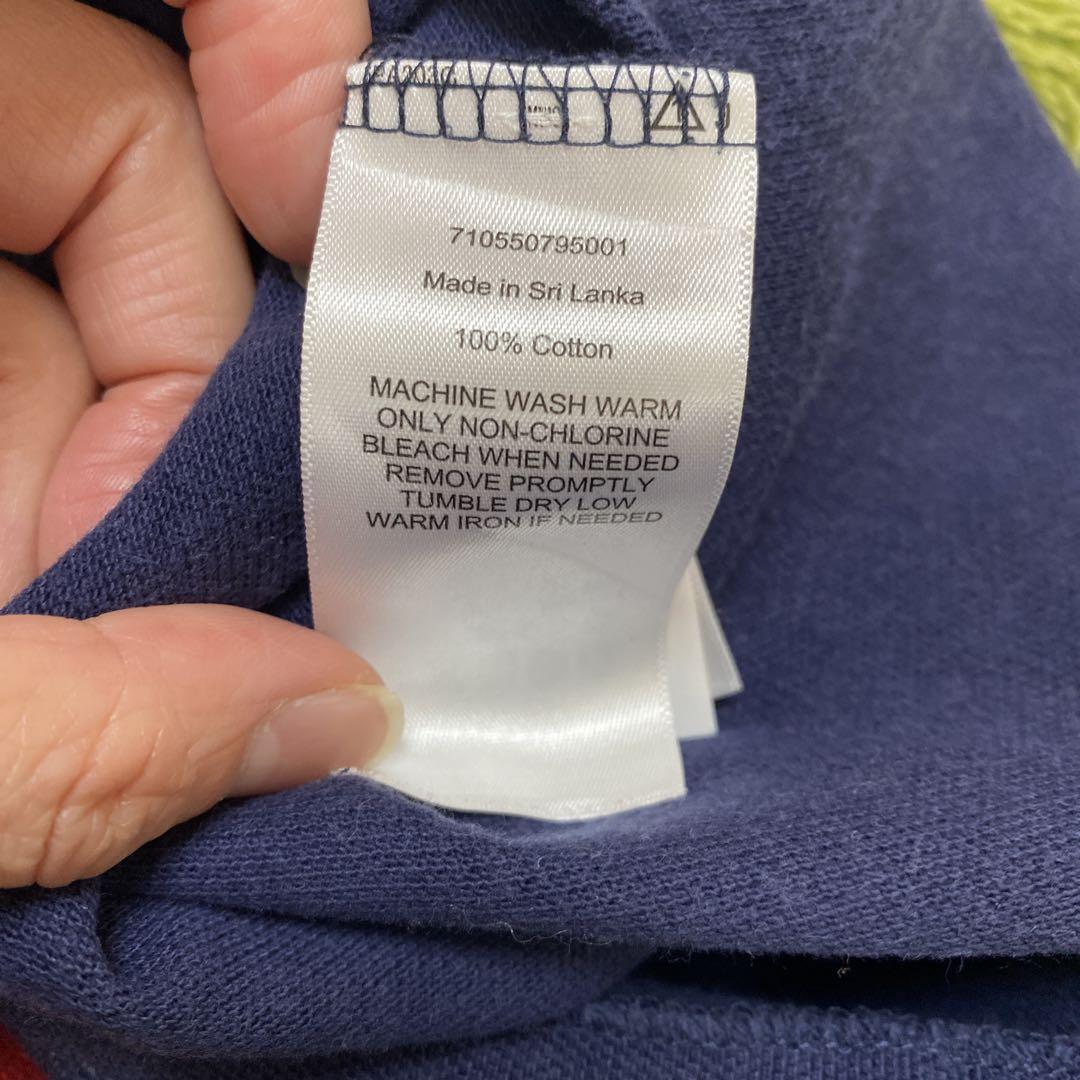 710550795001
Made in Sri Lanka
100% Cotton
MACHINE WASH WARM
ONLY NON-CHLORINE
BLEACH WHEN NEEDED
REMOVE PROMPTLY
TUMBLE DRY LOW
WARM IRON IF NEEDED